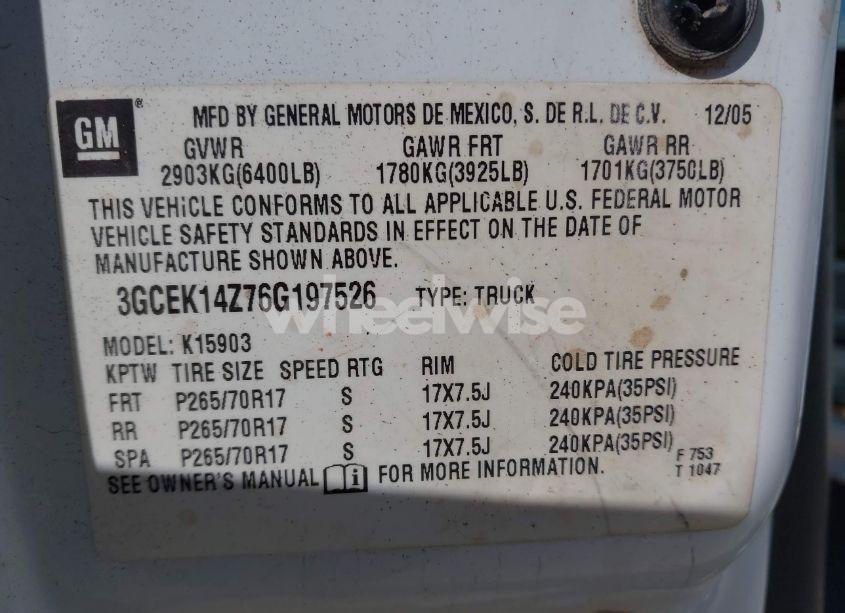 GM ® MFD BY GENERAL MOTORS DE MEXICO, S. DE R.L. DE C.V. 12/05
GVWR GAWR FRT GAWR RR
2903KG(6400LB) 1780KG(3925LB) 1701KG(3750LB)
THIS VEHICLE CONFORMS TO ALL APPLICABLE U.S. FEDERAL MOTOR
VEHICLE SAFETY STANDARDS IN EFFECT ON THE DATE OF
MANUFACTURE SHOWN ABOVE.
3GCEK14Z76G197526 TYPE: TRUCK
wheelwise
MODEL: K15903
KPTW TIRE SIZE SPEED RTG RIM COLD TIRE PRESSURE
FRT P265/70R17 S 17X7.5J 240KPA(35PSI)
RR P265/70R17 S 17X7.5J 240KPA(35PSI)
SPA P265/70R17 S 17X7.5J 240KPA(35PSI)
SEE OWNER'S MANUAL i FOR MORE INFORMATION.
F 753
T 1047